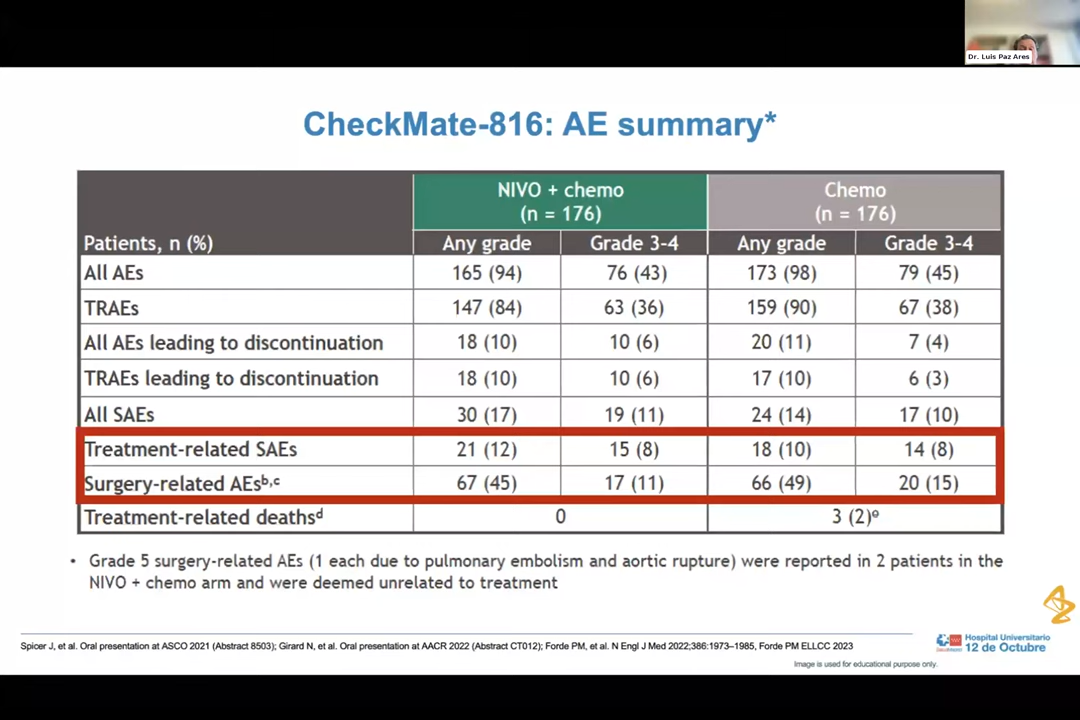 Dr. Luis Paz Ares
CheckMate-816: AE summary*
NIVO + chemo
(n = 176)
Chemo
(n = 176)
Patients, n (%) Any grade Grade 3-4 Any grade Grade 3-4
All AEs 165 (94) 76 (43) 173 (98) 79 (45)
TRAEs 147 (84) 63 (36) 159 (90) 67 (38)
All AEs leading to discontinuation 18 (10) 10 (6) 20 (11) 7 (4)
TRAEs leading to discontinuation 18 (10) 10 (6) 17 (10) 6 (3)
All SAEs 30 (17) 19 (11) 24 (14) 17 (10)
Treatment-related SAEs 21 (12) 15 (8) 18 (10) 14 (8)
Surgery-related AEsb,c 67 (45) 17 (11) 66 (49) 20 (15)
Treatment-related deathsd 0 3 (2)e
• Grade 5 surgery-related AEs (1 each due to pulmonary embolism and aortic rupture) were reported in 2 patients in the
NIVO + chemo arm and were deemed unrelated to treatment
Spicer J, et al. Oral presentation at ASCO 2021 (Abstract 8503); Girard N, et al. Oral presentation at AACR 2022 (Abstract CT012); Forde PM, et al. N Engl J Med 2022;386:1973–1985, Forde PM ELLCC 2023
Hospital Universitario
12 de Octubre
Image is used for educational purpose only.